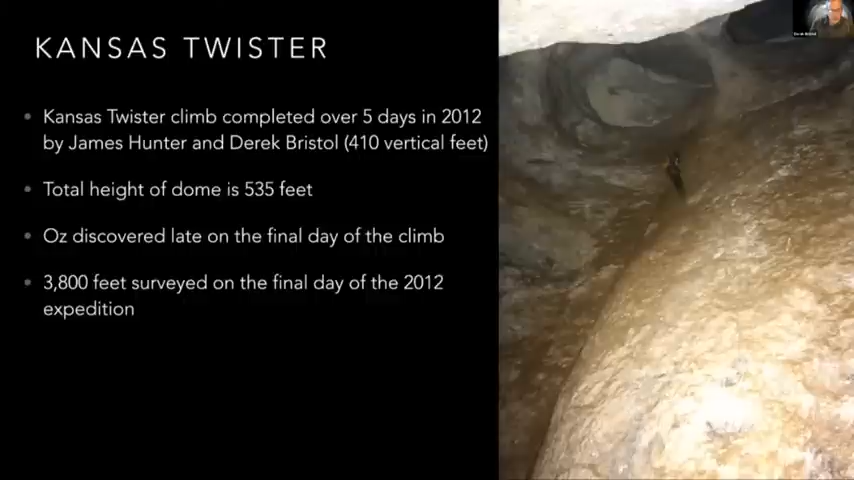 KANSAS TWISTER
Kansas Twister climb completed over 5 days in 2012
by James Hunter and Derek Bristol (410 vertical feet)
Total height of dome is 535 feet
Oz discovered late on the final day of the climb
3,800 feet surveyed on the final day of the 2012
expedition
Derek Bristol